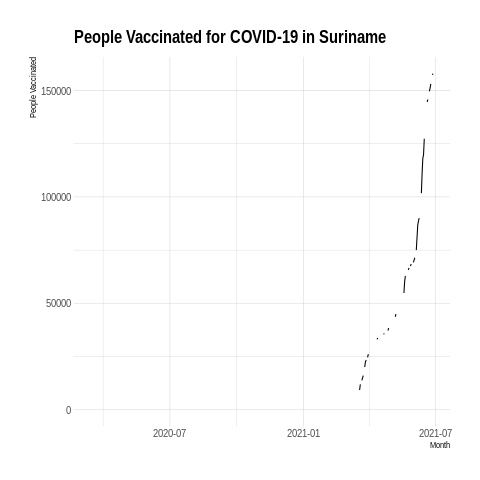 People Vaccinated for COVID-19 in Suriname
People Vaccinated
150000
100000
50000
0
2020-07 2021-01 2021-07
Month